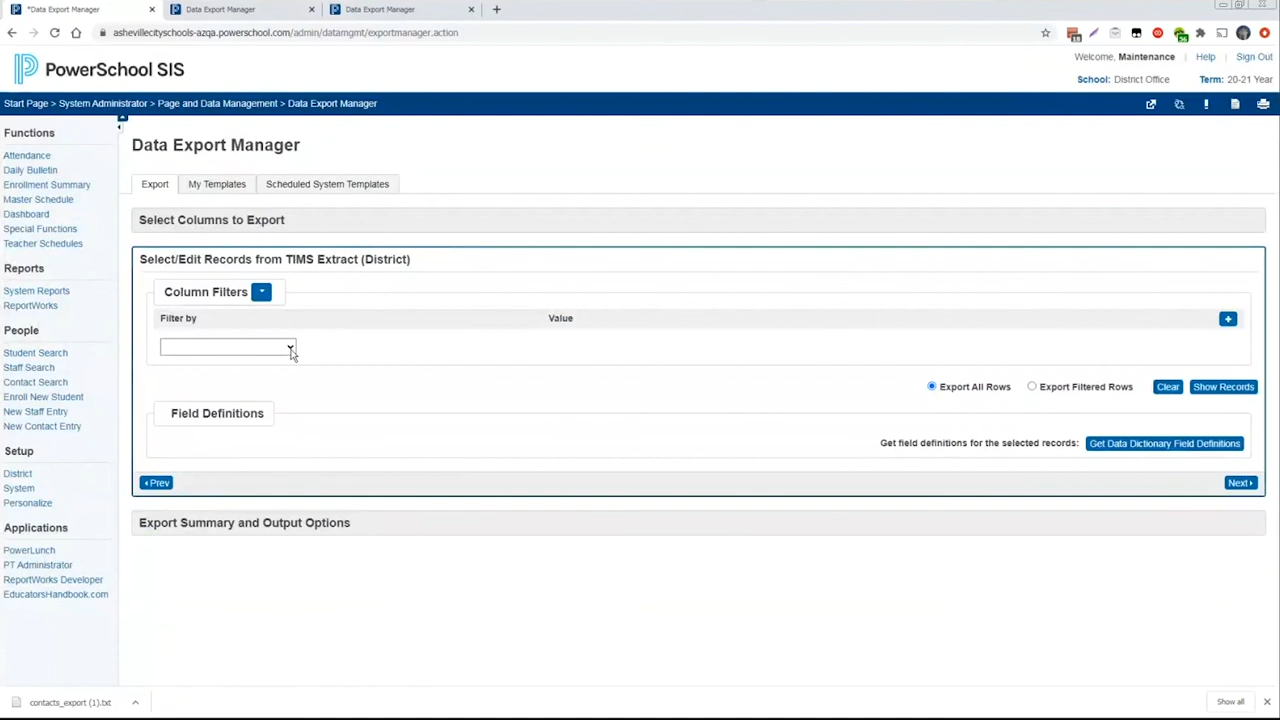 *Data Export Manager
Data Export Manager
Data Export Manager
ashevillecityschools-azqa.powerschool.com/admin/datamgmt/exportmanager.action
PowerSchool SIS
Welcome, Maintenance | Help | Sign Out
School: District Office Term: 20-21 Year
Start Page > System Administrator > Page and Data Management > Data Export Manager
Functions
Attendance
Daily Bulletin
Enrollment Summary
Master Schedule
Dashboard
Special Functions
Teacher Schedules
Reports
System Reports
ReportWorks
People
Student Search
Staff Search
Contact Search
Enroll New Student
New Staff Entry
New Contact Entry
Setup
District
System
Personalize
Applications
PowerLunch
PT Administrator
ReportWorks Developer
EducatorsHandbook.com
Data Export Manager
Export
My Templates
Scheduled System Templates
Select Columns to Export
Select/Edit Records from TIMS Extract (District)
Column Filters
Filter by Value
Export All Rows Export Filtered Rows Clear Show Records
Field Definitions
Get field definitions for the selected records: Get Data Dictionary Field Definitions
Prev
Next
Export Summary and Output Options
contacts_export (1).txt
Show all